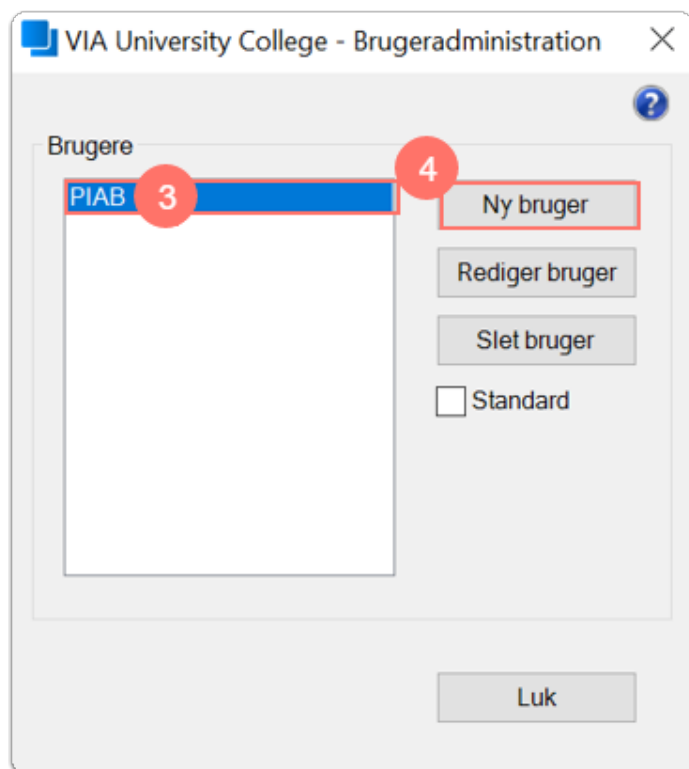 VIA University College - Brugeradministration
?
Brugere
4
PIAB 3
Ny bruger
Rediger bruger
Slet bruger
Standard
Luk